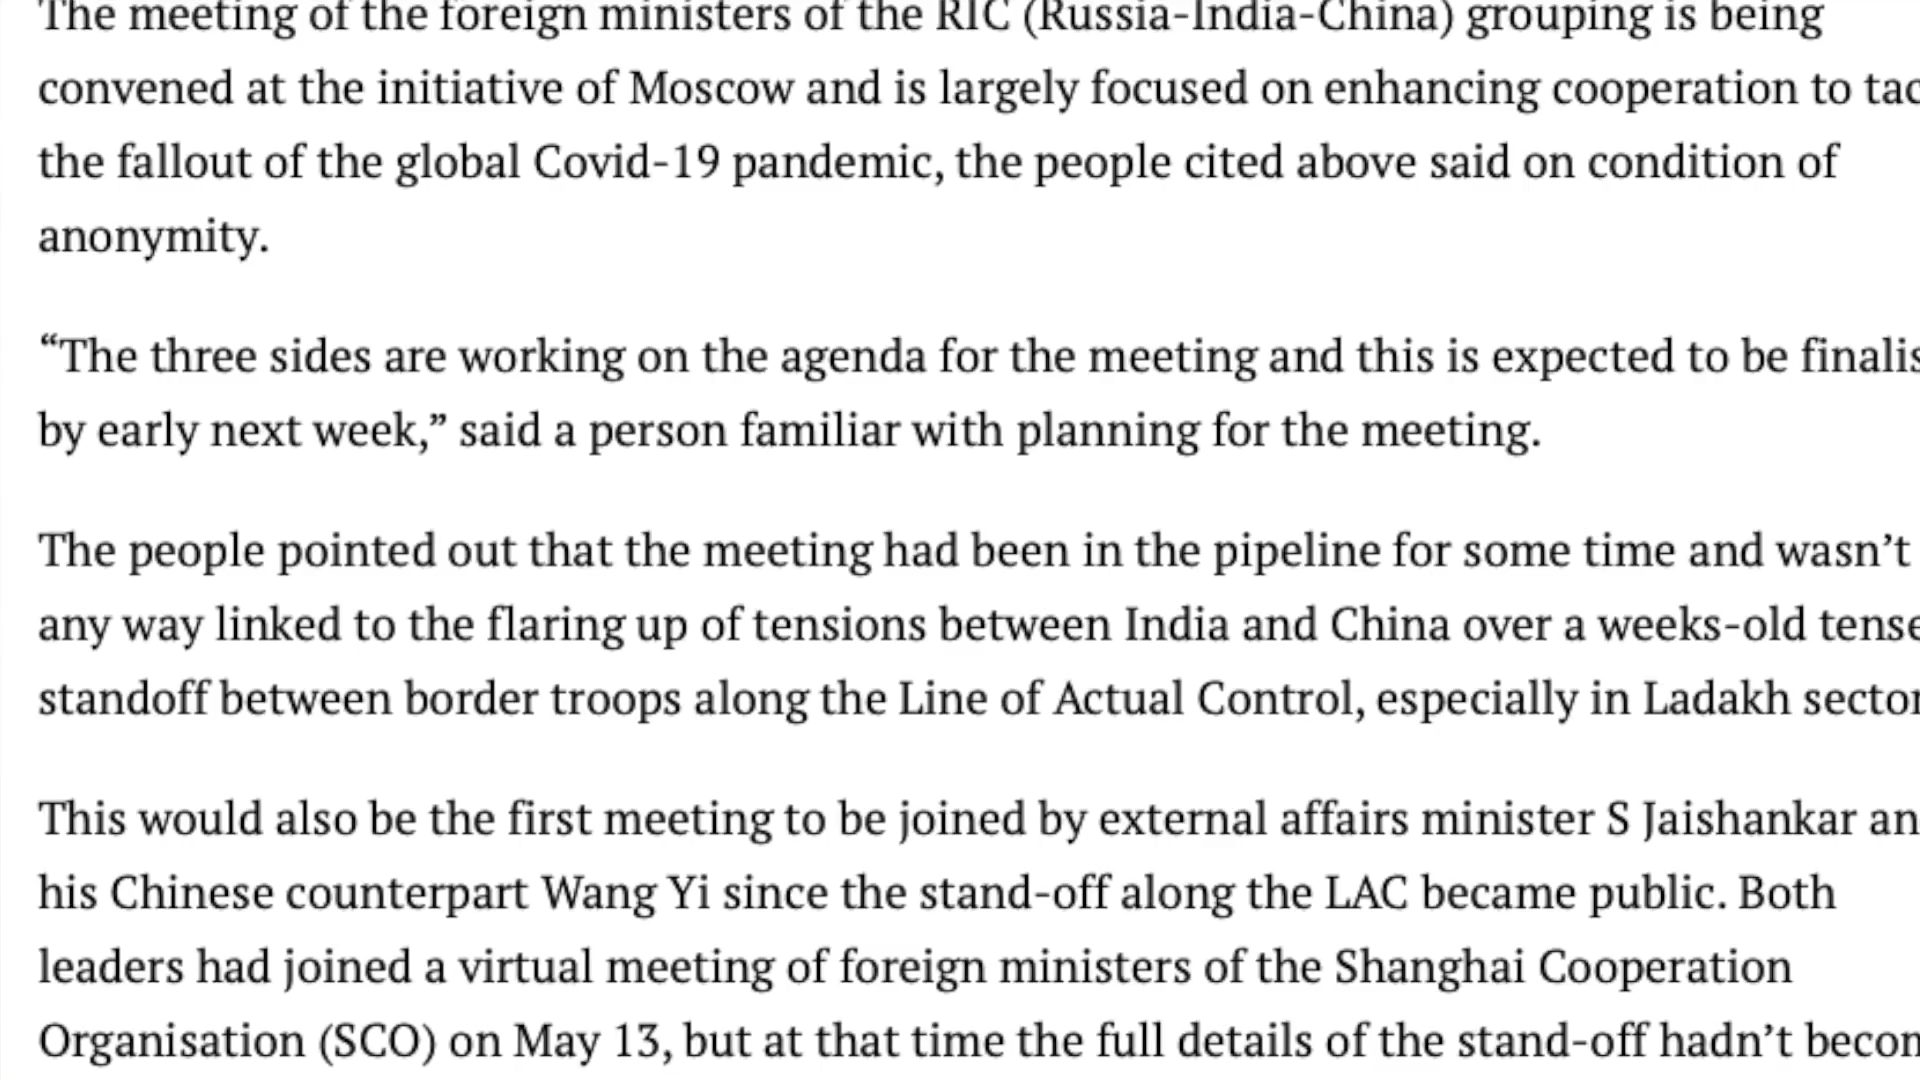 The meeting of the foreign ministers of the RIC (Russia-India-China) grouping is being
convened at the initiative of Moscow and is largely focused on enhancing cooperation to tac
the fallout of the global Covid-19 pandemic, the people cited above said on condition of
anonymity.
“The three sides are working on the agenda for the meeting and this is expected to be finalis
by early next week,” said a person familiar with planning for the meeting.
The people pointed out that the meeting had been in the pipeline for some time and wasn’t
any way linked to the flaring up of tensions between India and China over a weeks-old tense
standoff between border troops along the Line of Actual Control, especially in Ladakh sector
This would also be the first meeting to be joined by external affairs minister S Jaishankar an
his Chinese counterpart Wang Yi since the stand-off along the LAC became public. Both
leaders had joined a virtual meeting of foreign ministers of the Shanghai Cooperation
Organisation (SCO) on May 13, but at that time the full details of the stand-off hadn’t becom